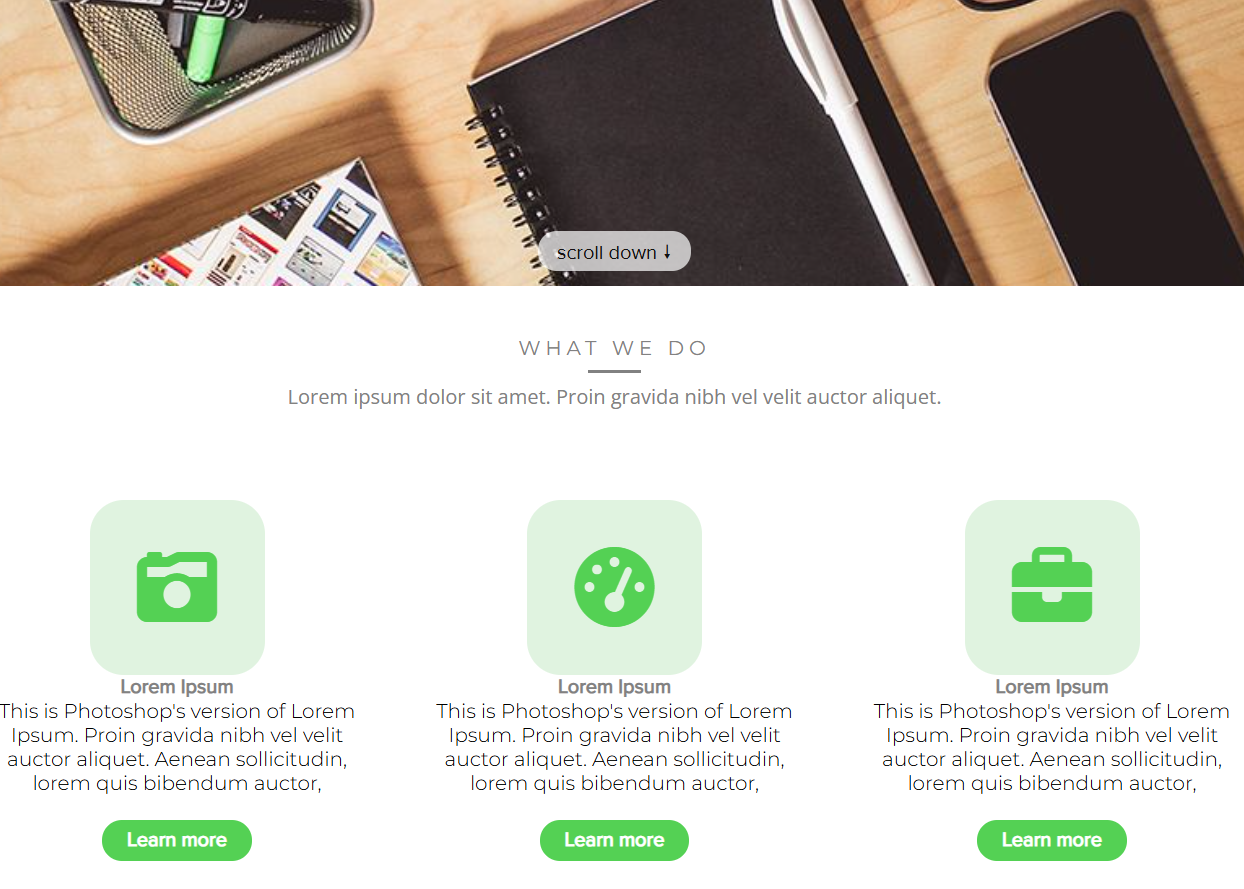 scroll down ↓
WHAT WE DO
Lorem ipsum dolor sit amet. Proin gravida nibh vel velit auctor aliquet.
Lorem Ipsum
This is Photoshop's version of Lorem
Ipsum. Proin gravida nibh vel velit
auctor aliquet. Aenean sollicitudin,
lorem quis bibendum auctor,
Learn more
Lorem Ipsum
This is Photoshop's version of Lorem
Ipsum. Proin gravida nibh vel velit
auctor aliquet. Aenean sollicitudin,
lorem quis bibendum auctor,
Learn more
Lorem Ipsum
This is Photoshop's version of Lorem
Ipsum. Proin gravida nibh vel velit
auctor aliquet. Aenean sollicitudin,
lorem quis bibendum auctor,
Learn more